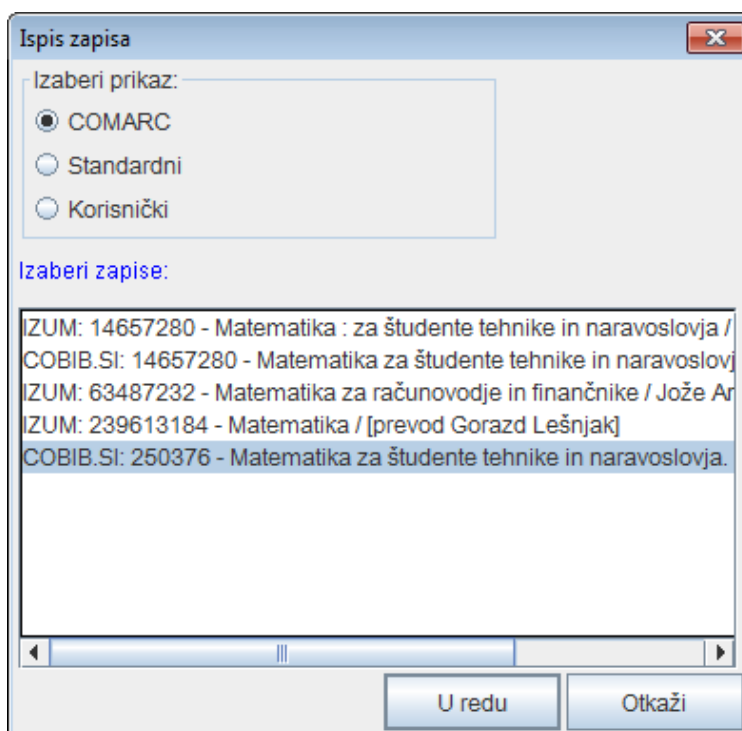 Ispis zapisa
Izaberi prikaz:
COMARC
Standardni
Korisnički
Izaberi zapise:
IZUM: 14657280 - Matematika : za študente tehnike in naravoslovja /
COBIB.SI: 14657280 - Matematika za študente tehnike in naravoslovj
IZUM: 63487232 - Matematika za računovodje in finančnike / Jože Ar
IZUM: 239613184 - Matematika / [prevod Gorazd Lešnjak]
COBIB.SI: 250376 - Matematika za študente tehnike in naravoslovja.
U redu Otkaži